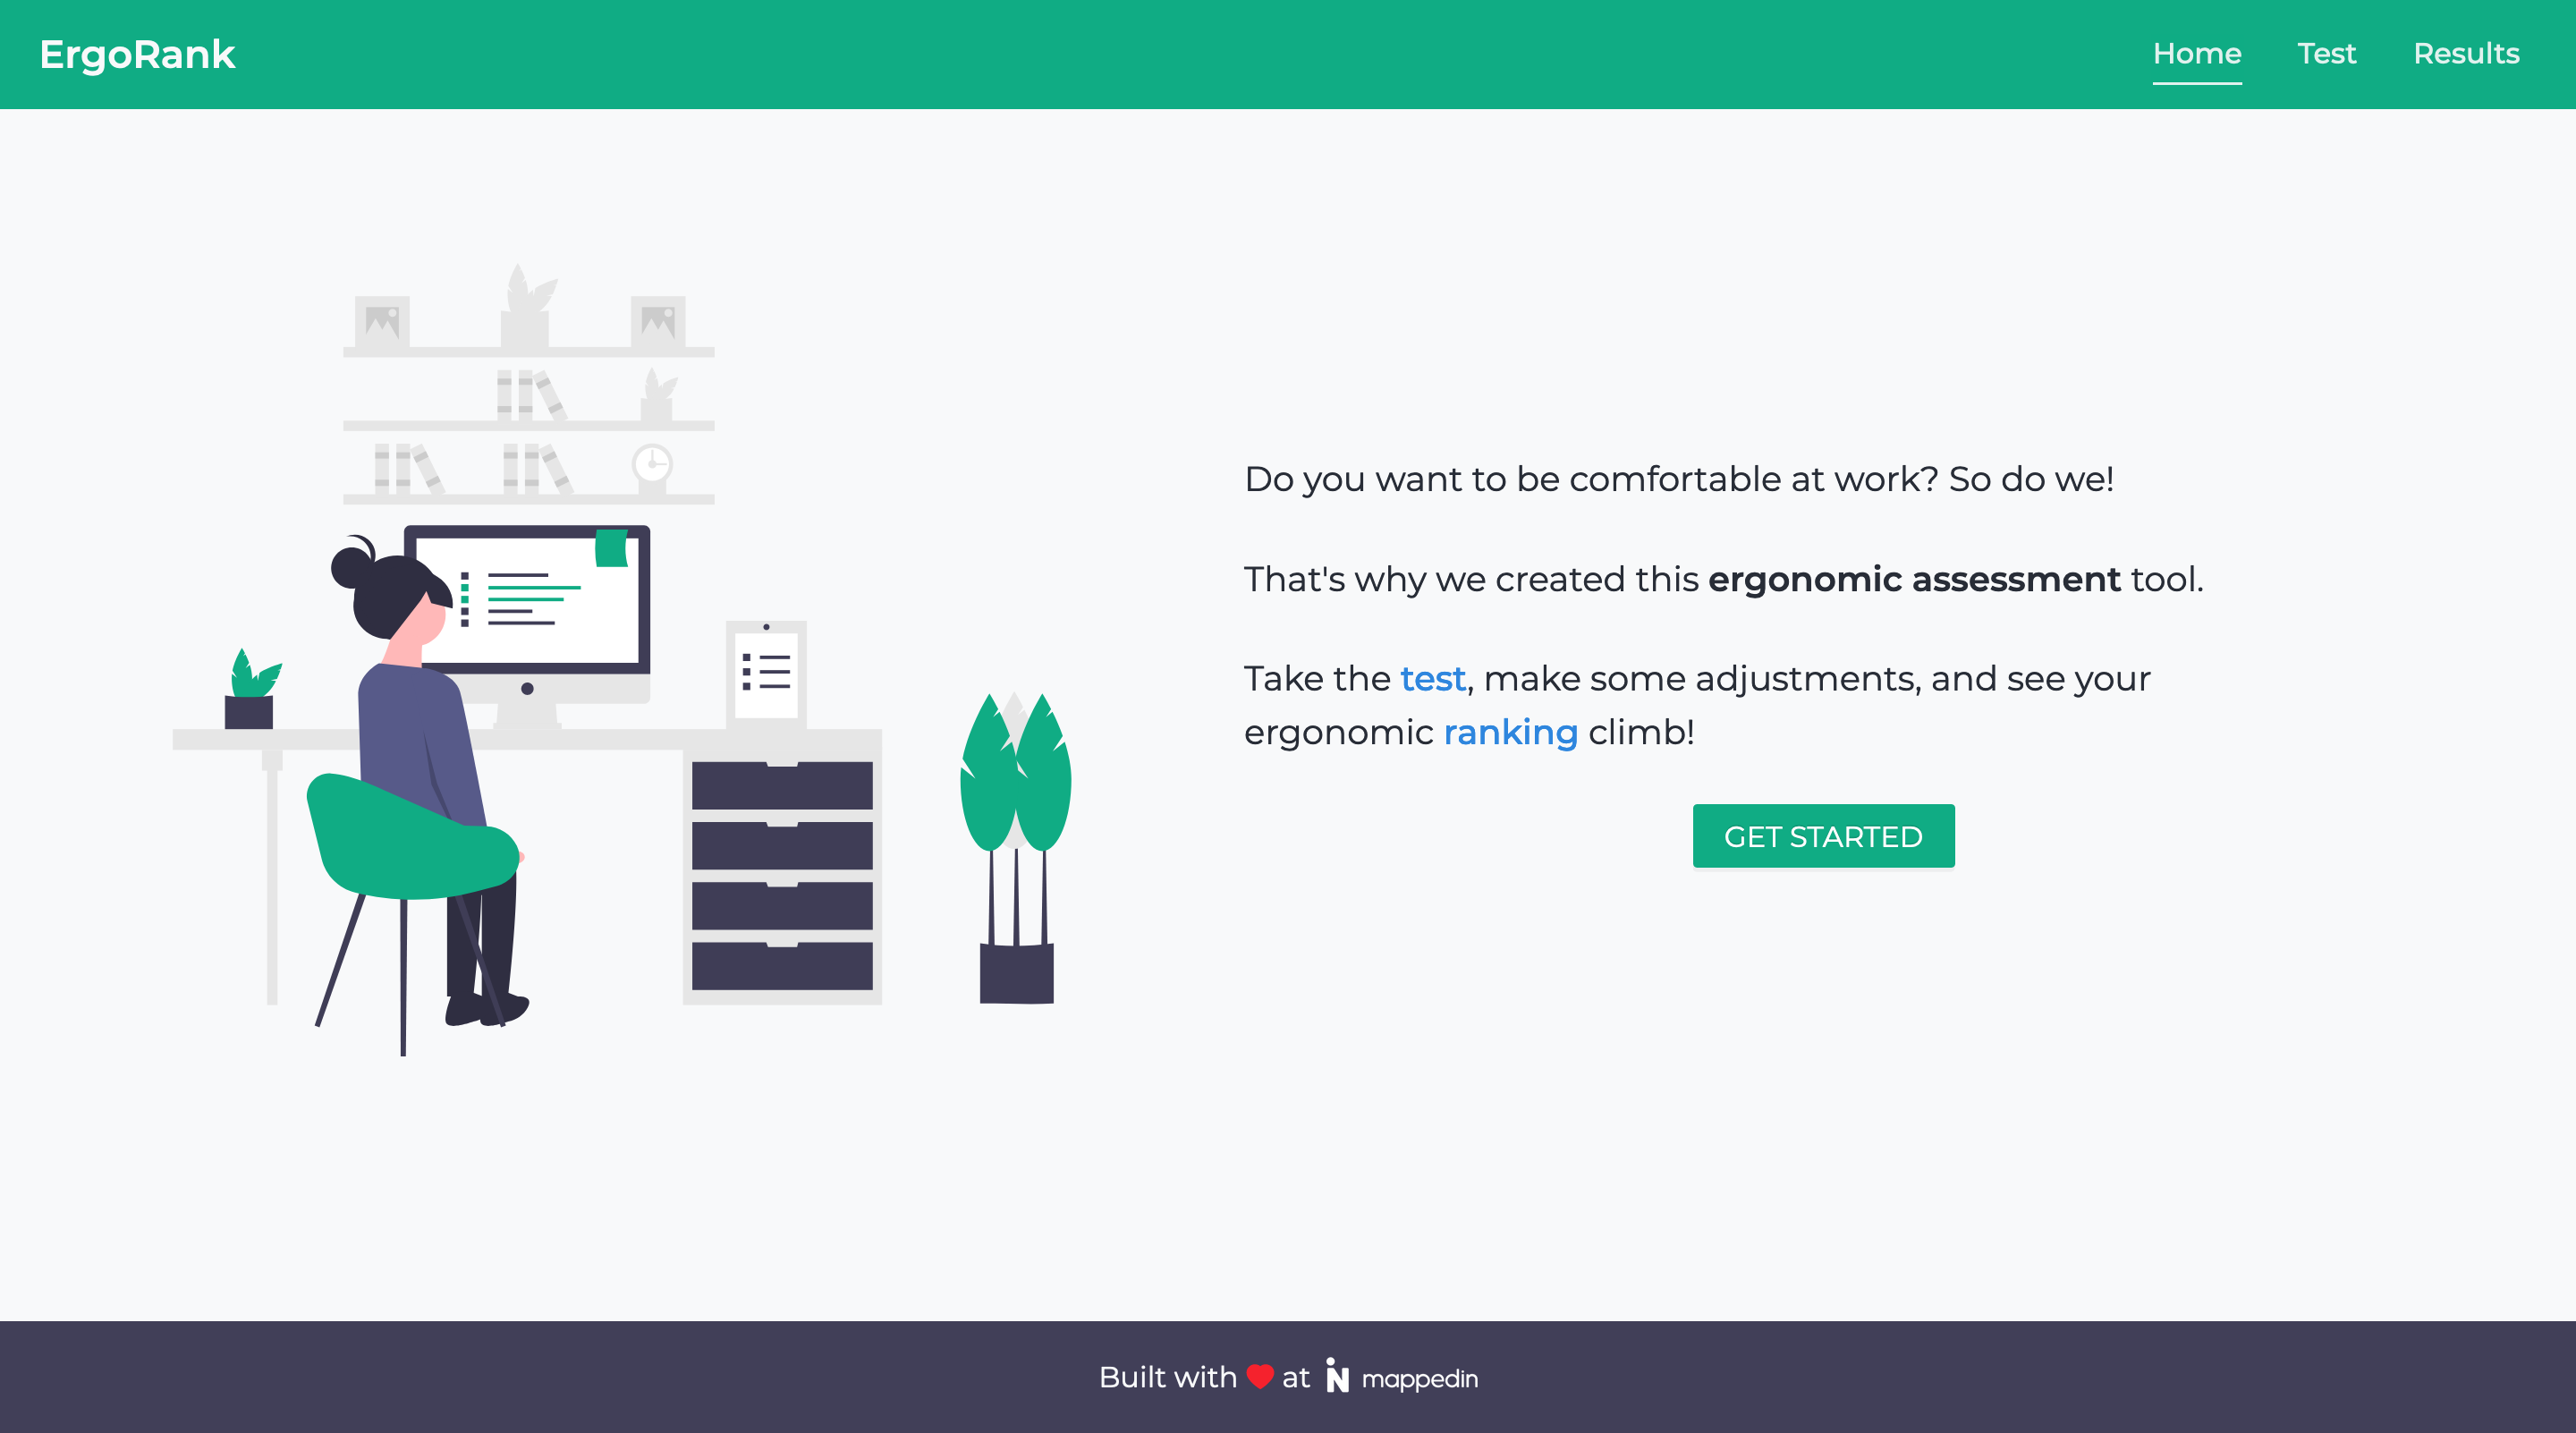 ErgoRank
Home
Test
Results
Do you want to be comfortable at work? So do we!
That's why we created this ergonomic assessment tool.
Take the test, make some adjustments, and see your
ergonomic ranking climb!
GET STARTED
Built with at mappedin